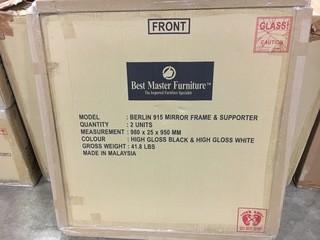 FRONT
GLASS
CAUTION
Best Master Furniture™
The Imported Furniture Specialist
MODEL : BERLIN 915 MIRROR FRAME & SUPPORTER
QUANTITY : 2 UNITS
MEASUREMENT : 980 x 25 x 950 MM
COLOUR : HIGH GLOSS BLACK & HIGH GLOSS WHITE
GROSS WEIGHT : 41.8 LBS
MADE IN MALAYSIA